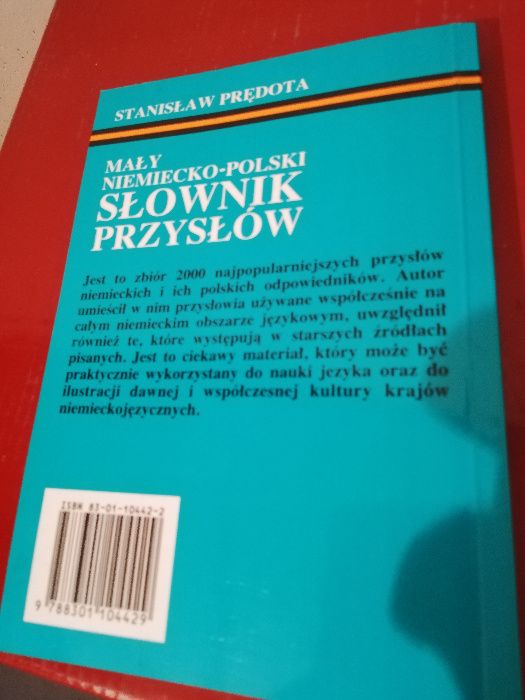 STANISŁAW PRĘDOTA
MAŁY
NIEMIECKO-POLSKI
SŁOWNIK
PRZYSŁÓW
Jest to zbiór 2000 najpopularniejszych przysłów
niemieckich i ich polskich odpowiedników. Autor
umieścił w nim przysłowia używane współcześnie na
całym niemieckim obszarze językowym, uwzględnił
również te, które występują w starszych źródłach
pisanych. Jest to ciekawy materiał, który może być
praktycznie wykorzystany do nauki języka oraz do
ilustracji dawnej i współczesnej kultury krajów
niemieckojęzycznych.
ISBN 83-01-10442-2
9 788301 104429